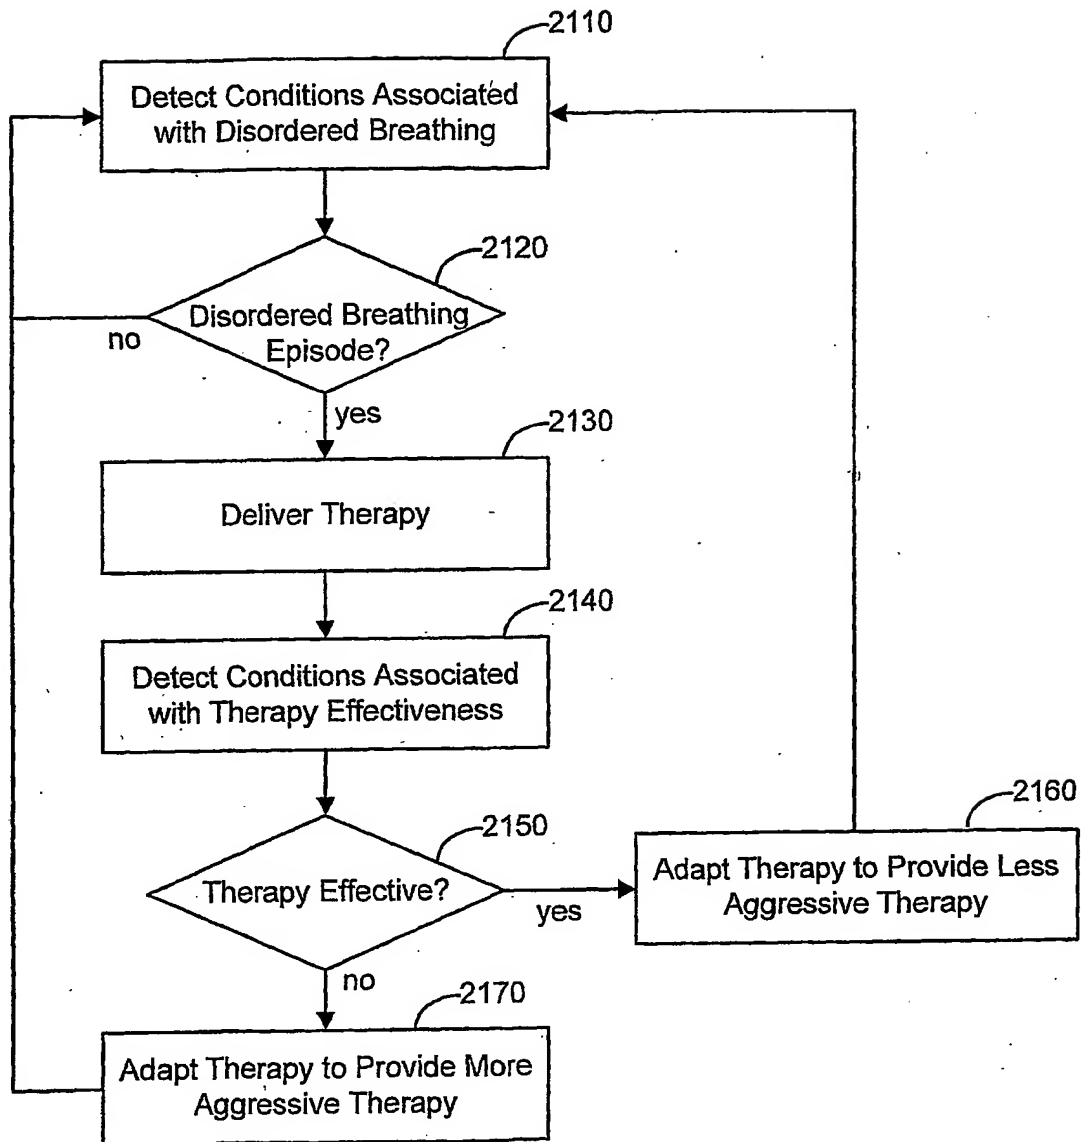 2110
Detect Conditions Associated
with Disordered Breathing
2120
Disordered Breathing
Episode?
no
yes
2130
Deliver Therapy
2140
Detect Conditions Associated
with Therapy Effectiveness
2150
Therapy Effective?
yes
2160
Adapt Therapy to Provide Less
Aggressive Therapy
no
2170
Adapt Therapy to Provide More
Aggressive Therapy